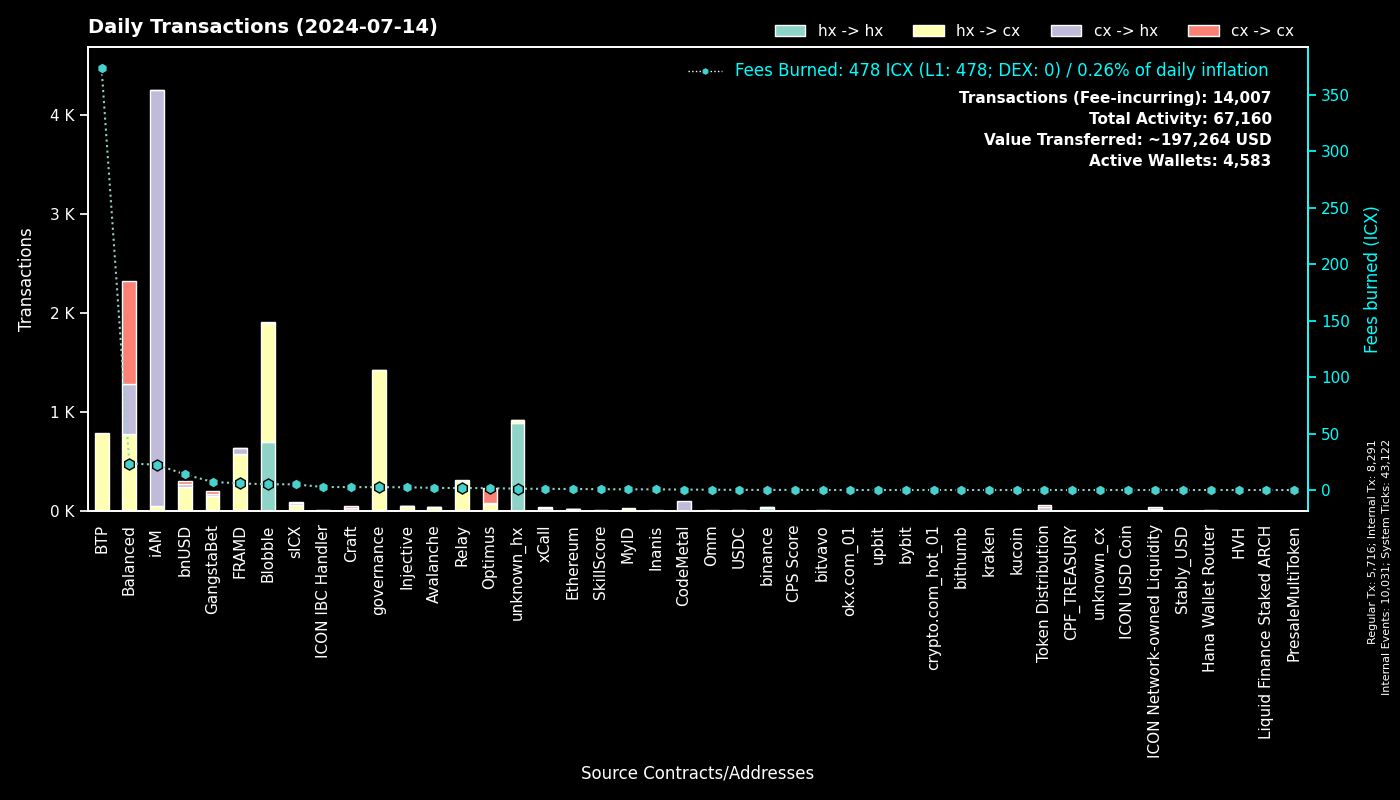 Daily Transactions (2024-07-14)
hx -> hx
hx -> cx
cx -> hx
cx -> cx
Fees Burned: 478 ICX (L1: 478; DEX: 0) / 0.26% of daily inflation
Transactions (Fee-incurring): 14,007
Total Activity: 67,160
Value Transferred: ~197,264 USD
Active Wallets: 4,583
Transactions
4 K
3 K
2 K
1 K
0 K
350
300
250
200
150
100
50
0
Fees burned (ICX)
BTP
Balanced
iAM
bnUSD
GangstaBet
FRAMD
Blobble
sICX
ICON IBC Handler
Craft
governance
Injective
Avalanche
Relay
Optimus
unknown_hx
xCall
Ethereum
SkillScore
MyID
Inanis
CodeMetal
Omm
USDC
binance
CPS Score
bitvavo
okx.com_01
upbit
bybit
crypto.com_hot_01
bithumb
kraken
kucoin
Token Distribution
CPF_TREASURY
unknown_cx
ICON USD Coin
ICON Network-owned Liquidity
Stably_USD
Hana Wallet Router
HVH
Liquid Finance Staked ARCH
PresaleMultiToken
Source Contracts/Addresses
Regular Tx: 5,716; Internal Tx: 8,291
Internal Events: 10,031; System Ticks: 43,122